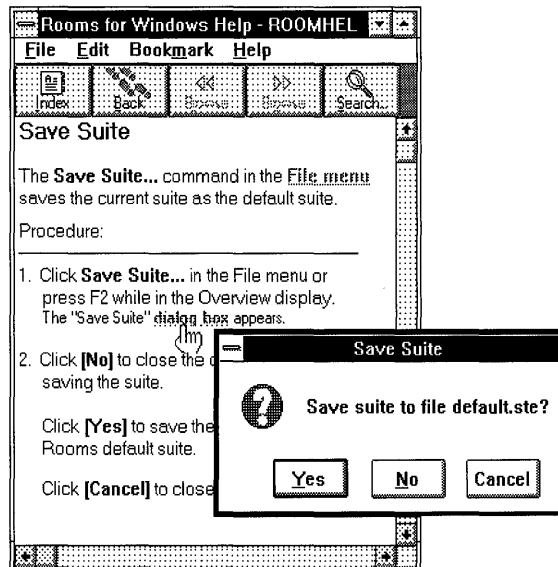 Rooms for Windows Help - ROOMHEL
File Edit Bookmark Help
Index Back Browse Browse Search...
Save Suite
The Save Suite... command in the File menu
saves the current suite as the default suite.
Procedure:
1. Click Save Suite... in the File menu or
press F2 while in the Overview display.
The "Save Suite" dialog box appears.
2. Click [No] to close the
saving the suite.
Click [Yes] to save the
Rooms default suite.
Click [Cancel] to close
Save Suite
Save suite to file default.ste?
Yes No Cancel